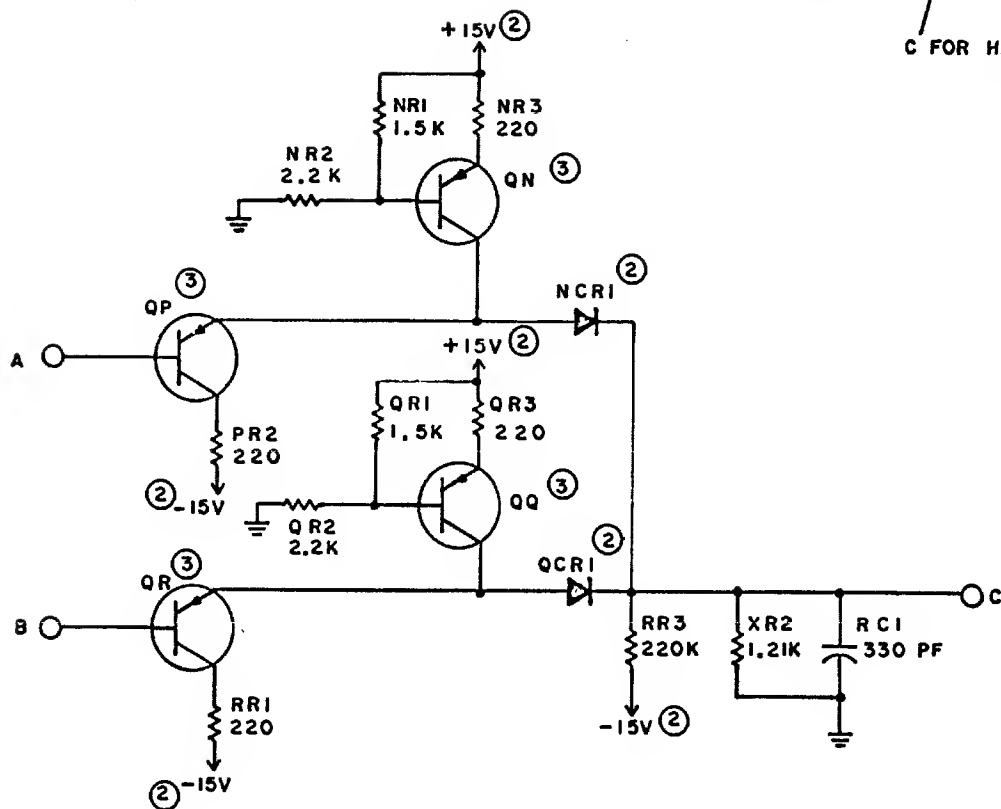 +15V ②
C FOR H
NR1
1.5K
NR3
220
NR2
2.2K
QN ③
③
QP
NCR1 ②
A
+15V ②
QR1
1.5K
QR3
220
PR2
220
② -15V
QR2
2.2K
QQ ③
③
QR
QCR1 ②
B
C
RR3
220K
XR2
1.21K
RC1
330 PF
RR1
220
-15V ②
② -15V